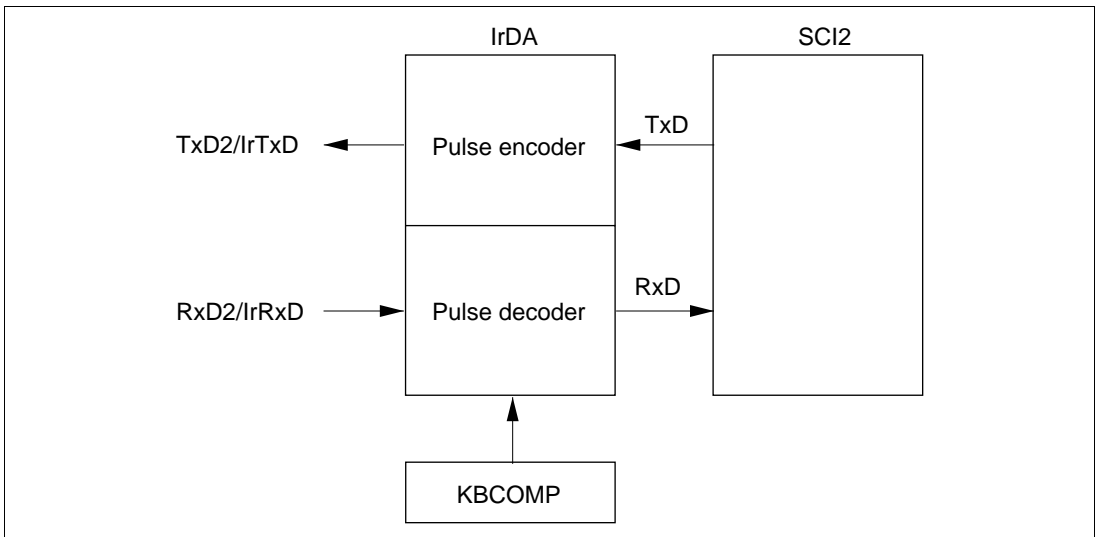 IrDA
SCI2
TxD2/IrTxD
Pulse encoder
TxD
RxD2/IrRxD
Pulse decoder
RxD
KBCOMP